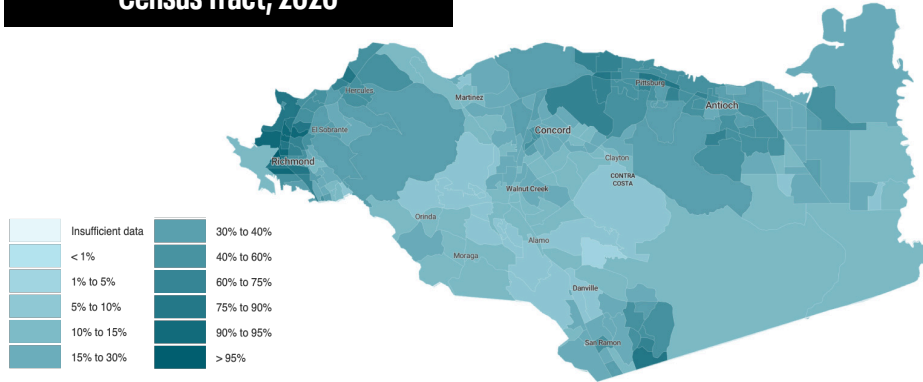 Census Tract, 2020
Hercules
Martinez
Pittsburg
Antioch
El Sobrante
Concord
Richmond
Clayton
CONTRA
COSTA
Walnut Creek
Orinda
Moraga
Alamo
Danville
San Ramon
Insufficient data
< 1%
1% to 5%
5% to 10%
10% to 15%
15% to 30%
30% to 40%
40% to 60%
60% to 75%
75% to 90%
90% to 95%
> 95%